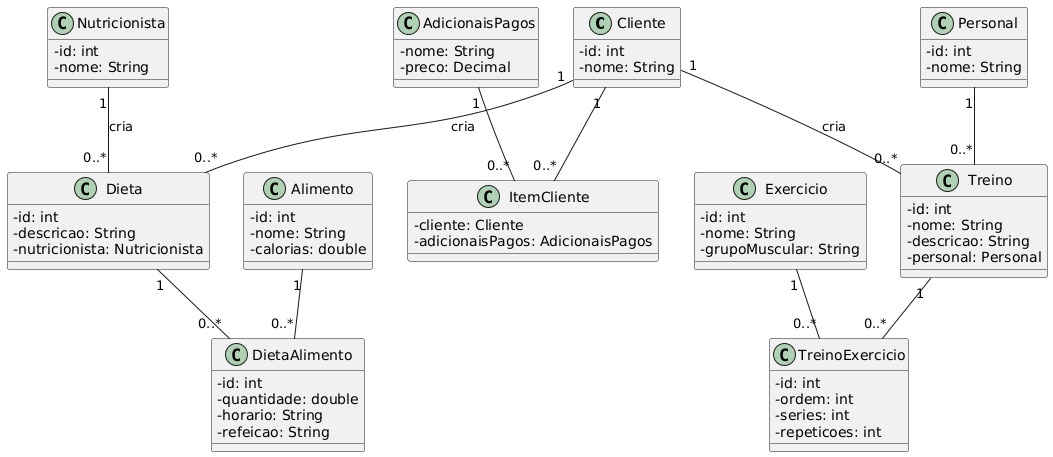 C Nutricionista
-id: int
-nome: String
C AdicionaisPagos
-nome: String
-preco: Decimal
C Cliente
-id: int
-nome: String
C Personal
-id: int
-nome: String
1
cria
0..*
1
cria
0..*
1
0..*
1
0..*
1
cria
0..*
1
0..*
C Dieta
-id: int
-descricao: String
-nutricionista: Nutricionista
C Alimento
-id: int
-nome: String
-calorias: double
C ItemCliente
-cliente: Cliente
-adicionaisPagos: AdicionaisPagos
C Exercicio
-id: int
-nome: String
-grupoMuscular: String
C Treino
-id: int
-nome: String
-descricao: String
-personal: Personal
1
0..*
1
0..*
1
0..*
1
0..*
C DietaAlimento
-id: int
-quantidade: double
-horario: String
-refeicao: String
C TreinoExercicio
-id: int
-ordem: int
-series: int
-repeticoes: int